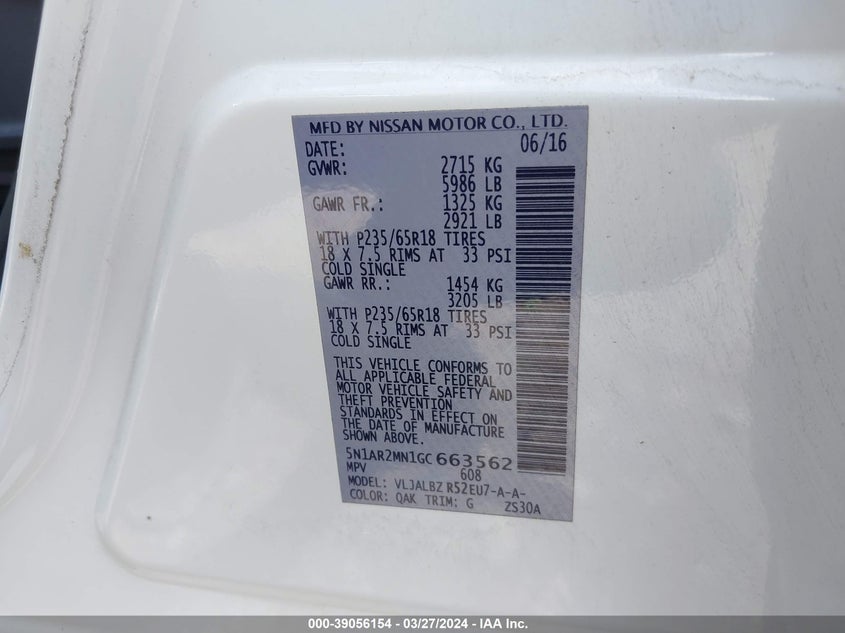 MFD BY NISSAN MOTOR CO., LTD.
DATE: 06/16
GVWR: 2715 KG
5986 LB
GAWR FR.: 1325 KG
2921 LB
WITH P235/65R18 TIRES
18 X 7.5 RIMS AT 33 PSI
COLD SINGLE
GAWR RR.: 1454 KG
3205 LB
WITH P235/65R18 TIRES
18 X 7.5 RIMS AT 33 PSI
COLD SINGLE
THIS VEHICLE CONFORMS TO
ALL APPLICABLE FEDERAL
MOTOR VEHICLE SAFETY AND
THEFT PREVENTION
STANDARDS IN EFFECT ON
THE DATE OF MANUFACTURE
SHOWN ABOVE.
5N1AR2MN1GC 663562
MPV 608
MODEL: VLJALBZ R52EU7-A-A-
COLOR: QAK TRIM: G ZS30A
000-39056154 — 03/27/2024 — IAA Inc.